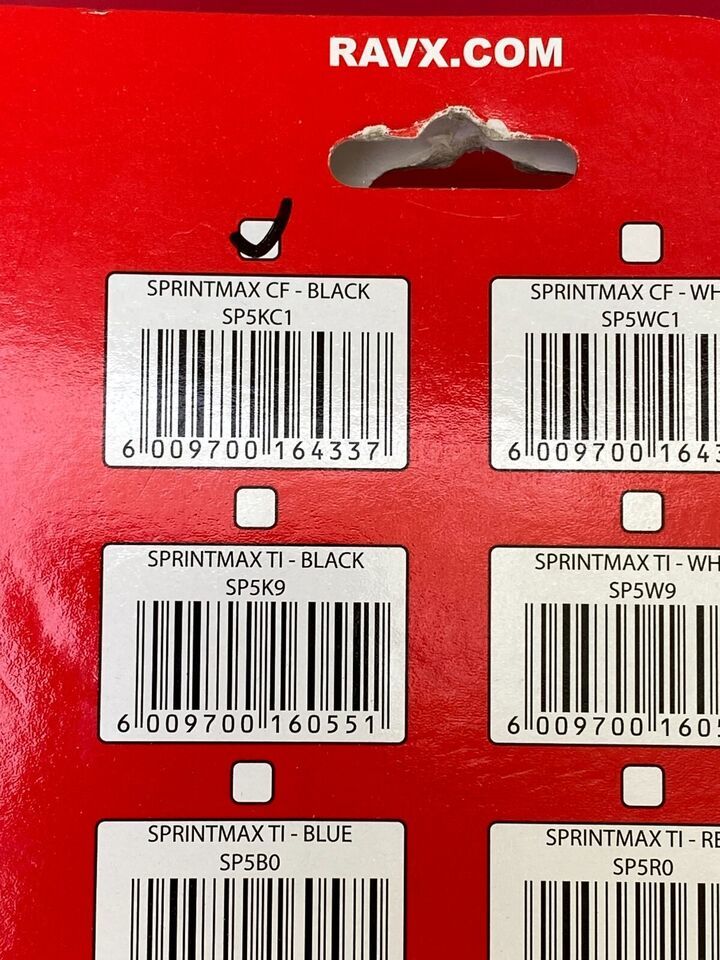 RAVX.COM
SPRINTMAX CF - BLACK
SP5KC1
6 009700 164337
SPRINTMAX CF - WH
SP5WC1
6 009700 1643
SPRINTMAX TI - BLACK
SP5K9
6 009700 160551
SPRINTMAX TI - WH
SP5W9
6 009700 1605
SPRINTMAX TI - BLUE
SP5B0
SPRINTMAX TI - RE
SP5R0